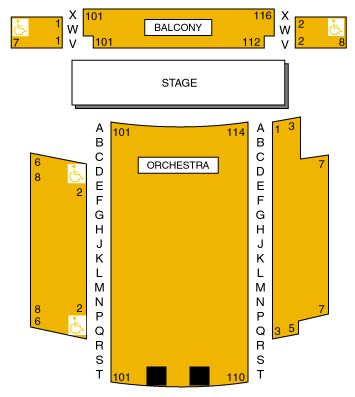 X 101 116 X
1 W BALCONY W 2
7 1 V 101 112 V 2 8
STAGE
A 101 114 A 1 3
B B
C C
6 D ORCHESTRA D 7
8 E E
2 F F
G G
H H
J J
K K
L L
M M
8 2 N N 7
6 P P
Q Q 3 5
R R
S S
T 101 110 T